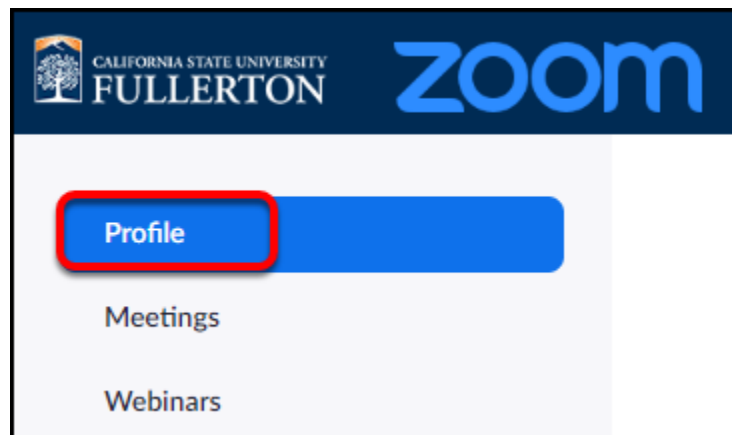 CALIFORNIA STATE UNIVERSITY
FULLERTON
zoom
Profile
Meetings
Webinars